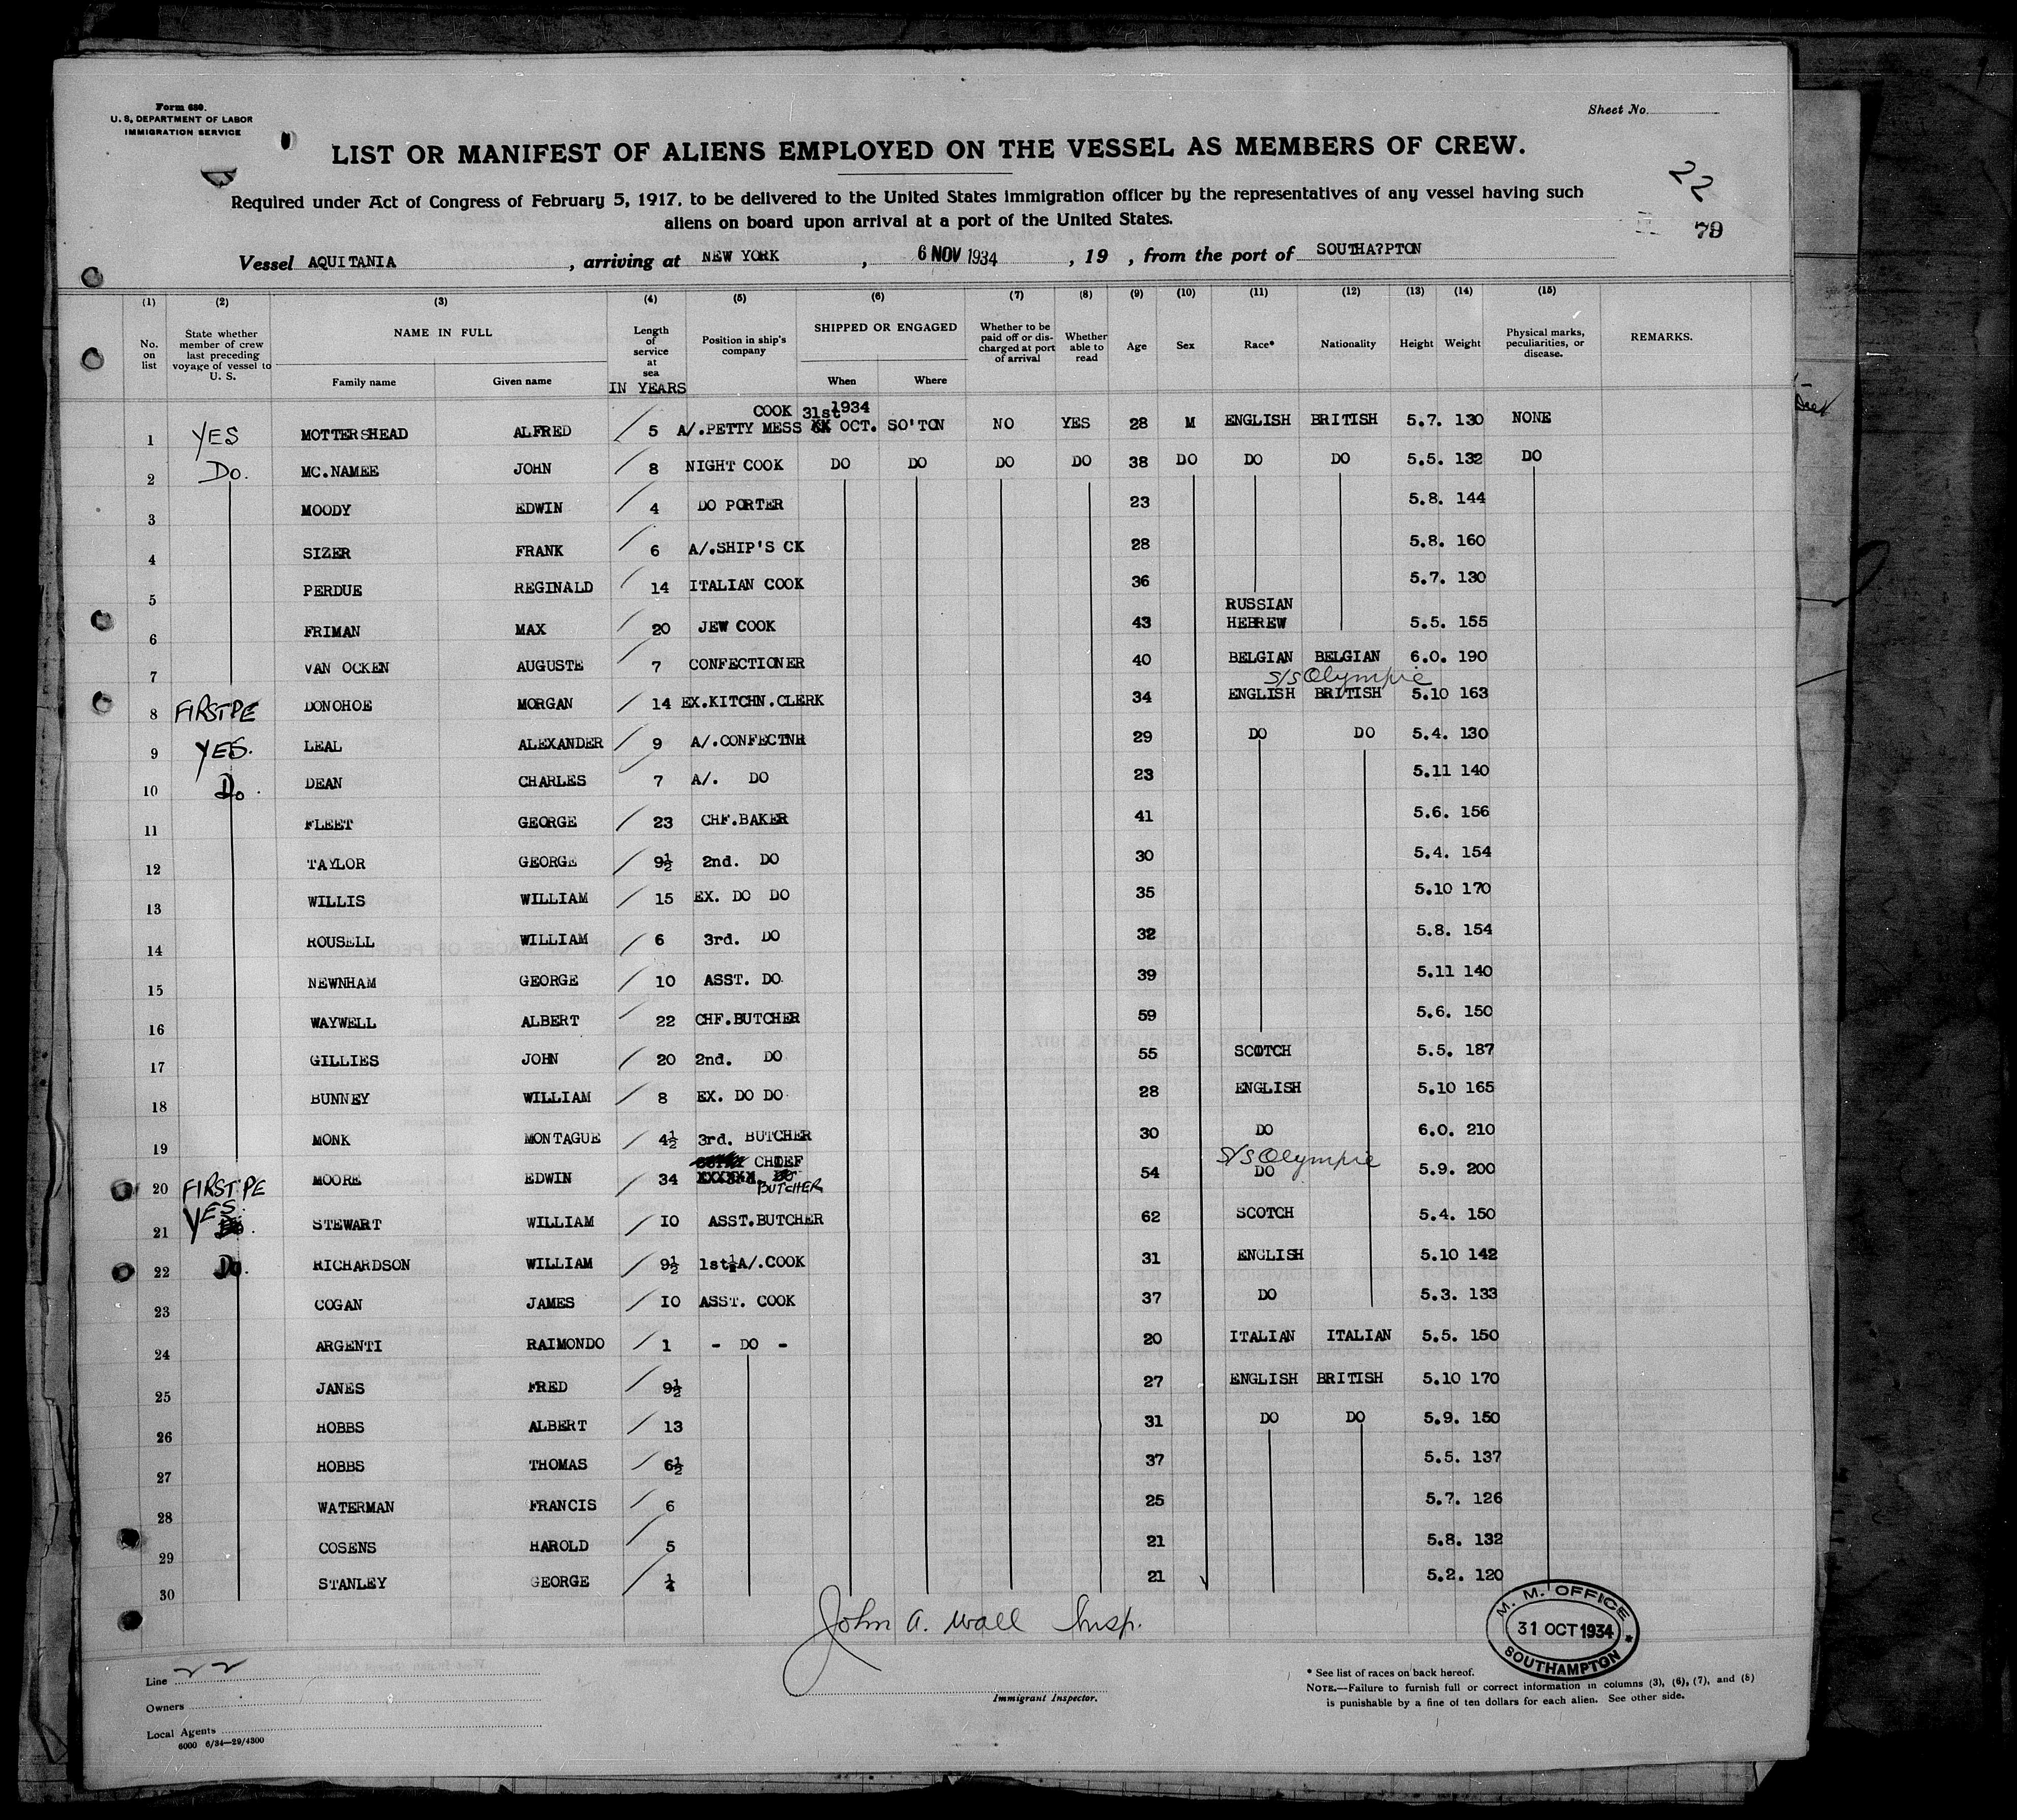 Form 680.
U. S. DEPARTMENT OF LABOR
IMMIGRATION SERVICE
Sheet No.
LIST OR MANIFEST OF ALIENS EMPLOYED ON THE VESSEL AS MEMBERS OF CREW.
22
Required under Act of Congress of February 5, 1917, to be delivered to the United States immigration officer by the representatives of any vessel having such
aliens on board upon arrival at a port of the United States.
79
Vessel AQUITANIA , arriving at NEW YORK , 6 NOV 1934 , 19 , from the port of SOUTHA?PTON
(1) (2) (3) (4) (5) (6) (7) (8) (9) (10) (11) (12) (13) (14) (15)
No. on list State whether member of crew last preceding voyage of vessel to U. S. NAME IN FULL Family name Given name Length of service at sea IN YEARS Position in ship's company SHIPPED OR ENGAGED When Where Whether to be paid off or discharged at port of arrival Whether able to read Age Sex Race* Nationality Height Weight Physical marks, peculiarities, or disease. REMARKS.
COOK 31st 1934
1 YES MOTTERSHEAD ALFRED 5 A/.PETTY MESS OCT. SO'TON NO YES 28 M ENGLISH BRITISH 5.7. 130 NONE
2 Do. MC.NAMEE JOHN 8 NIGHT COOK DO DO DO DO 38 DO DO DO 5.5. 132 DO
3 MOODY EDWIN 4 DO PORTER 23 5.8. 144
4 SIZER FRANK 6 A/.SHIP'S CK 28 5.8. 160
5 PERDUE REGINALD 14 ITALIAN COOK 36 5.7. 130
RUSSIAN
6 FRIMAN MAX 20 JEW COOK 43 HEBREW 5.5. 155
7 VAN OCKEN AUGUSTE 7 CONFECTIONER 40 BELGIAN BELGIAN 6.0. 190
S/S Olympic
8 FIRST PE DONOHOE MORGAN 14 EX.KITCHN.CLERK 34 ENGLISH BRITISH 5.10 163
9 YES. LEAL ALEXANDER 9 A/.CONFECTNR 29 DO DO 5.4. 130
10 Do. DEAN CHARLES 7 A/. DO 23 5.11 140
11 FLEET GEORGE 23 CHF.BAKER 41 5.6. 156
12 TAYLOR GEORGE 9½ 2nd. DO 30 5.4. 154
13 WILLIS WILLIAM 15 EX. DO DO 35 5.10 170
14 ROUSELL WILLIAM 6 3rd. DO 32 5.8. 154
15 NEWNHAM GEORGE 10 ASST. DO 39 5.11 140
16 WAYWELL ALBERT 22 CHF.BUTCHER 59 5.6. 150
17 GILLIES JOHN 20 2nd. DO 55 SCOTCH 5.5. 187
18 BUNNEY WILLIAM 8 EX. DO DO 28 ENGLISH 5.10 165
19 MONK MONTAGUE 4½ 3rd. BUTCHER 30 DO 6.0. 210
CHIEF S/S Olympic
20 FIRST PE MOORE EDWIN 34 BUTCHER 54 DO 5.9. 200
21 YES. STEWART WILLIAM 10 ASST.BUTCHER 62 SCOTCH 5.4. 150
22 Do. RICHARDSON WILLIAM 9½ 1st A/.COOK 31 ENGLISH 5.10 142
23 COGAN JAMES 10 ASST. COOK 37 DO 5.3. 133
24 ARGENTI RAIMONDO 1 - DO - 20 ITALIAN ITALIAN 5.5. 150
25 JANES FRED 9½ 27 ENGLISH BRITISH 5.10 170
26 HOBBS ALBERT 13 31 DO DO 5.9. 150
27 HOBBS THOMAS 6½ 37 5.5. 137
28 WATERMAN FRANCIS 6 25 5.7. 126
29 COSENS HAROLD 5 21 5.8. 132
30 STANLEY GEORGE 21 5.2. 120
John A. Wall Insp.
M. M. OFFICE
31 OCT 1934
SOUTHAMPTON
Line 22
Owners
Local Agents
6000 6/34—29/4300
Immigrant Inspector.
* See list of races on back hereof.
NOTE.—Failure to furnish full or correct information in columns (3), (6), (7), and (8)
is punishable by a fine of ten dollars for each alien. See other side.